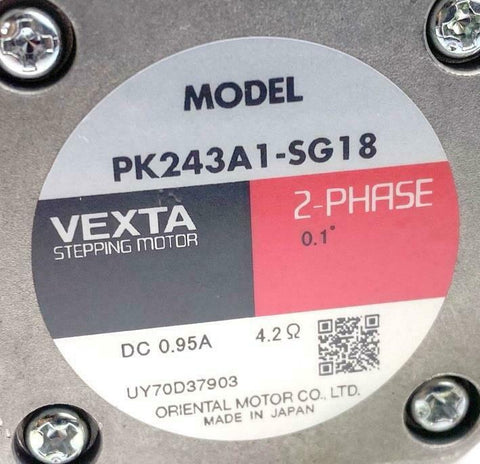 MODEL
PK243A1-SG18
VEXTA
STEPPING MOTOR
2-PHASE
0.1°
DC 0.95A 4.2Ω
UY70D37903
ORIENTAL MOTOR CO., LTD.
MADE IN JAPAN